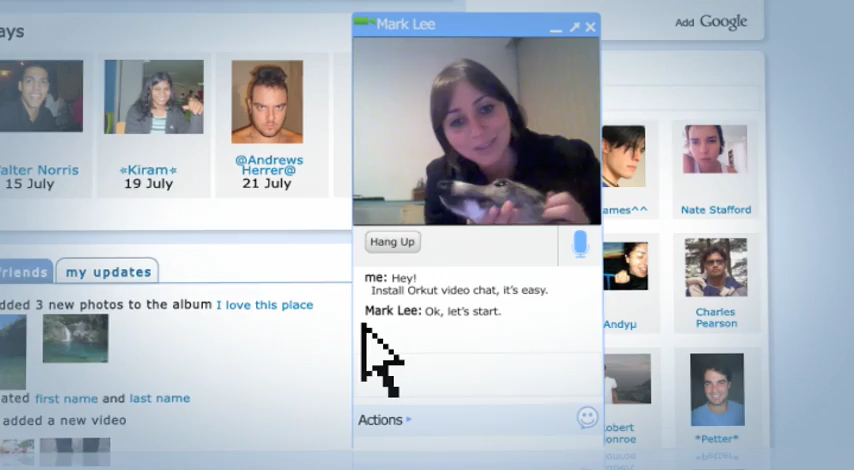 ays
Mark Lee
Add Google
Walter Norris
15 July
*Kiram*
19 July
@Andrews
Herrer@
21 July
ames^^
Nate Stafford
Hang Up
friends
my updates
me: Hey!
Install Orkut video chat, it's easy.
Mark Lee: Ok, let's start.
added 3 new photos to the album I love this place
Andyμ
Charles
Pearson
ated first name and last name
added a new video
Actions
obert
onroe
*Petter*